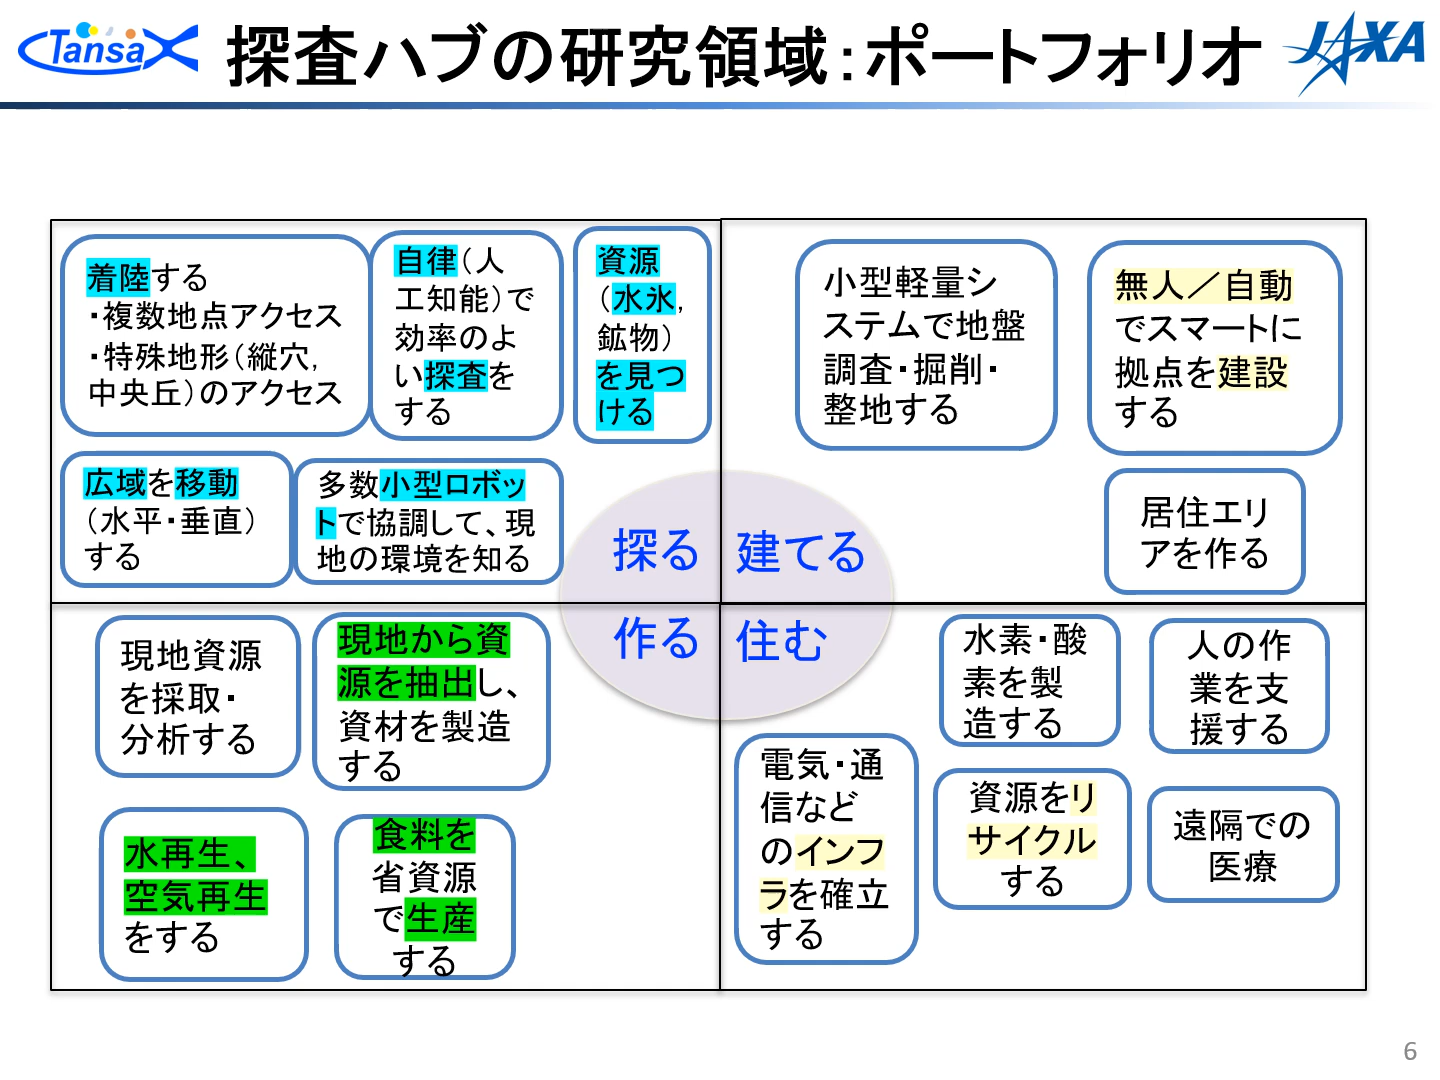 TansaX
探査ハブの研究領域：ポートフォリオ
JAXA
着陸する
・複数地点アクセス
・特殊地形（縦穴,
中央丘）のアクセス
自律（人
工知能）で
効率のよ
い探査を
する
資源
（水氷,
鉱物）
を見つ
ける
広域を移動
（水平・垂直）
する
多数小型ロボッ
トで協調して、現
地の環境を知る
小型軽量シ
ステムで地盤
調査・掘削・
整地する
無人／自動
でスマートに
拠点を建設
する
居住エリ
アを作る
探る
建てる
作る
住む
現地資源
を採取・
分析する
現地から資
源を抽出し、
資材を製造
する
水再生、
空気再生
をする
食料を
省資源
で生産
する
水素・酸
素を製
造する
人の作
業を支
援する
電気・通
信など
のインフ
ラを確立
する
資源をリ
サイクル
する
遠隔での
医療
6